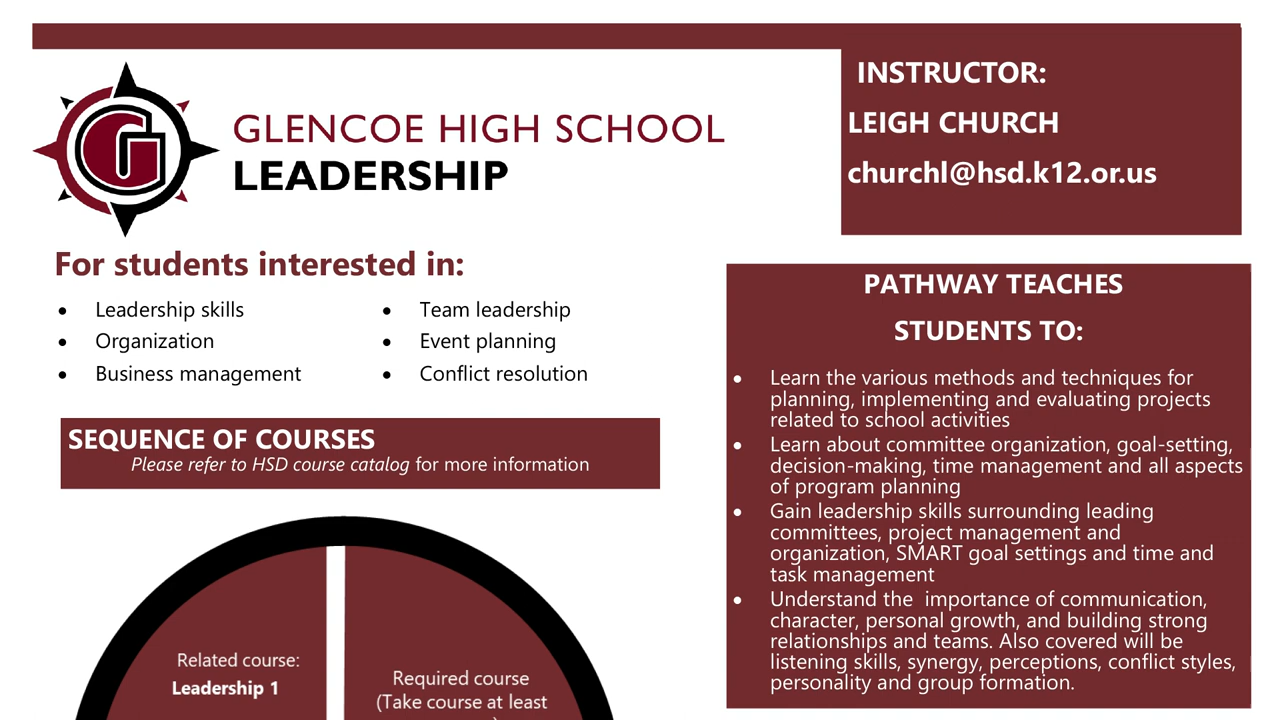 INSTRUCTOR:
LEIGH CHURCH
churchl@hsd.k12.or.us
G
GLENCOE HIGH SCHOOL
LEADERSHIP
For students interested in:
• Leadership skills
• Organization
• Business management
• Team leadership
• Event planning
• Conflict resolution
SEQUENCE OF COURSES
Please refer to HSD course catalog for more information
Related course:
Leadership 1
Required course
(Take course at least
PATHWAY TEACHES
STUDENTS TO:
• Learn the various methods and techniques for
planning, implementing and evaluating projects
related to school activities
• Learn about committee organization, goal-setting,
decision-making, time management and all aspects
of program planning
• Gain leadership skills surrounding leading
committees, project management and
organization, SMART goal settings and time and
task management
• Understand the  importance of communication,
character, personal growth, and building strong
relationships and teams. Also covered will be
listening skills, synergy, perceptions, conflict styles,
personality and group formation.